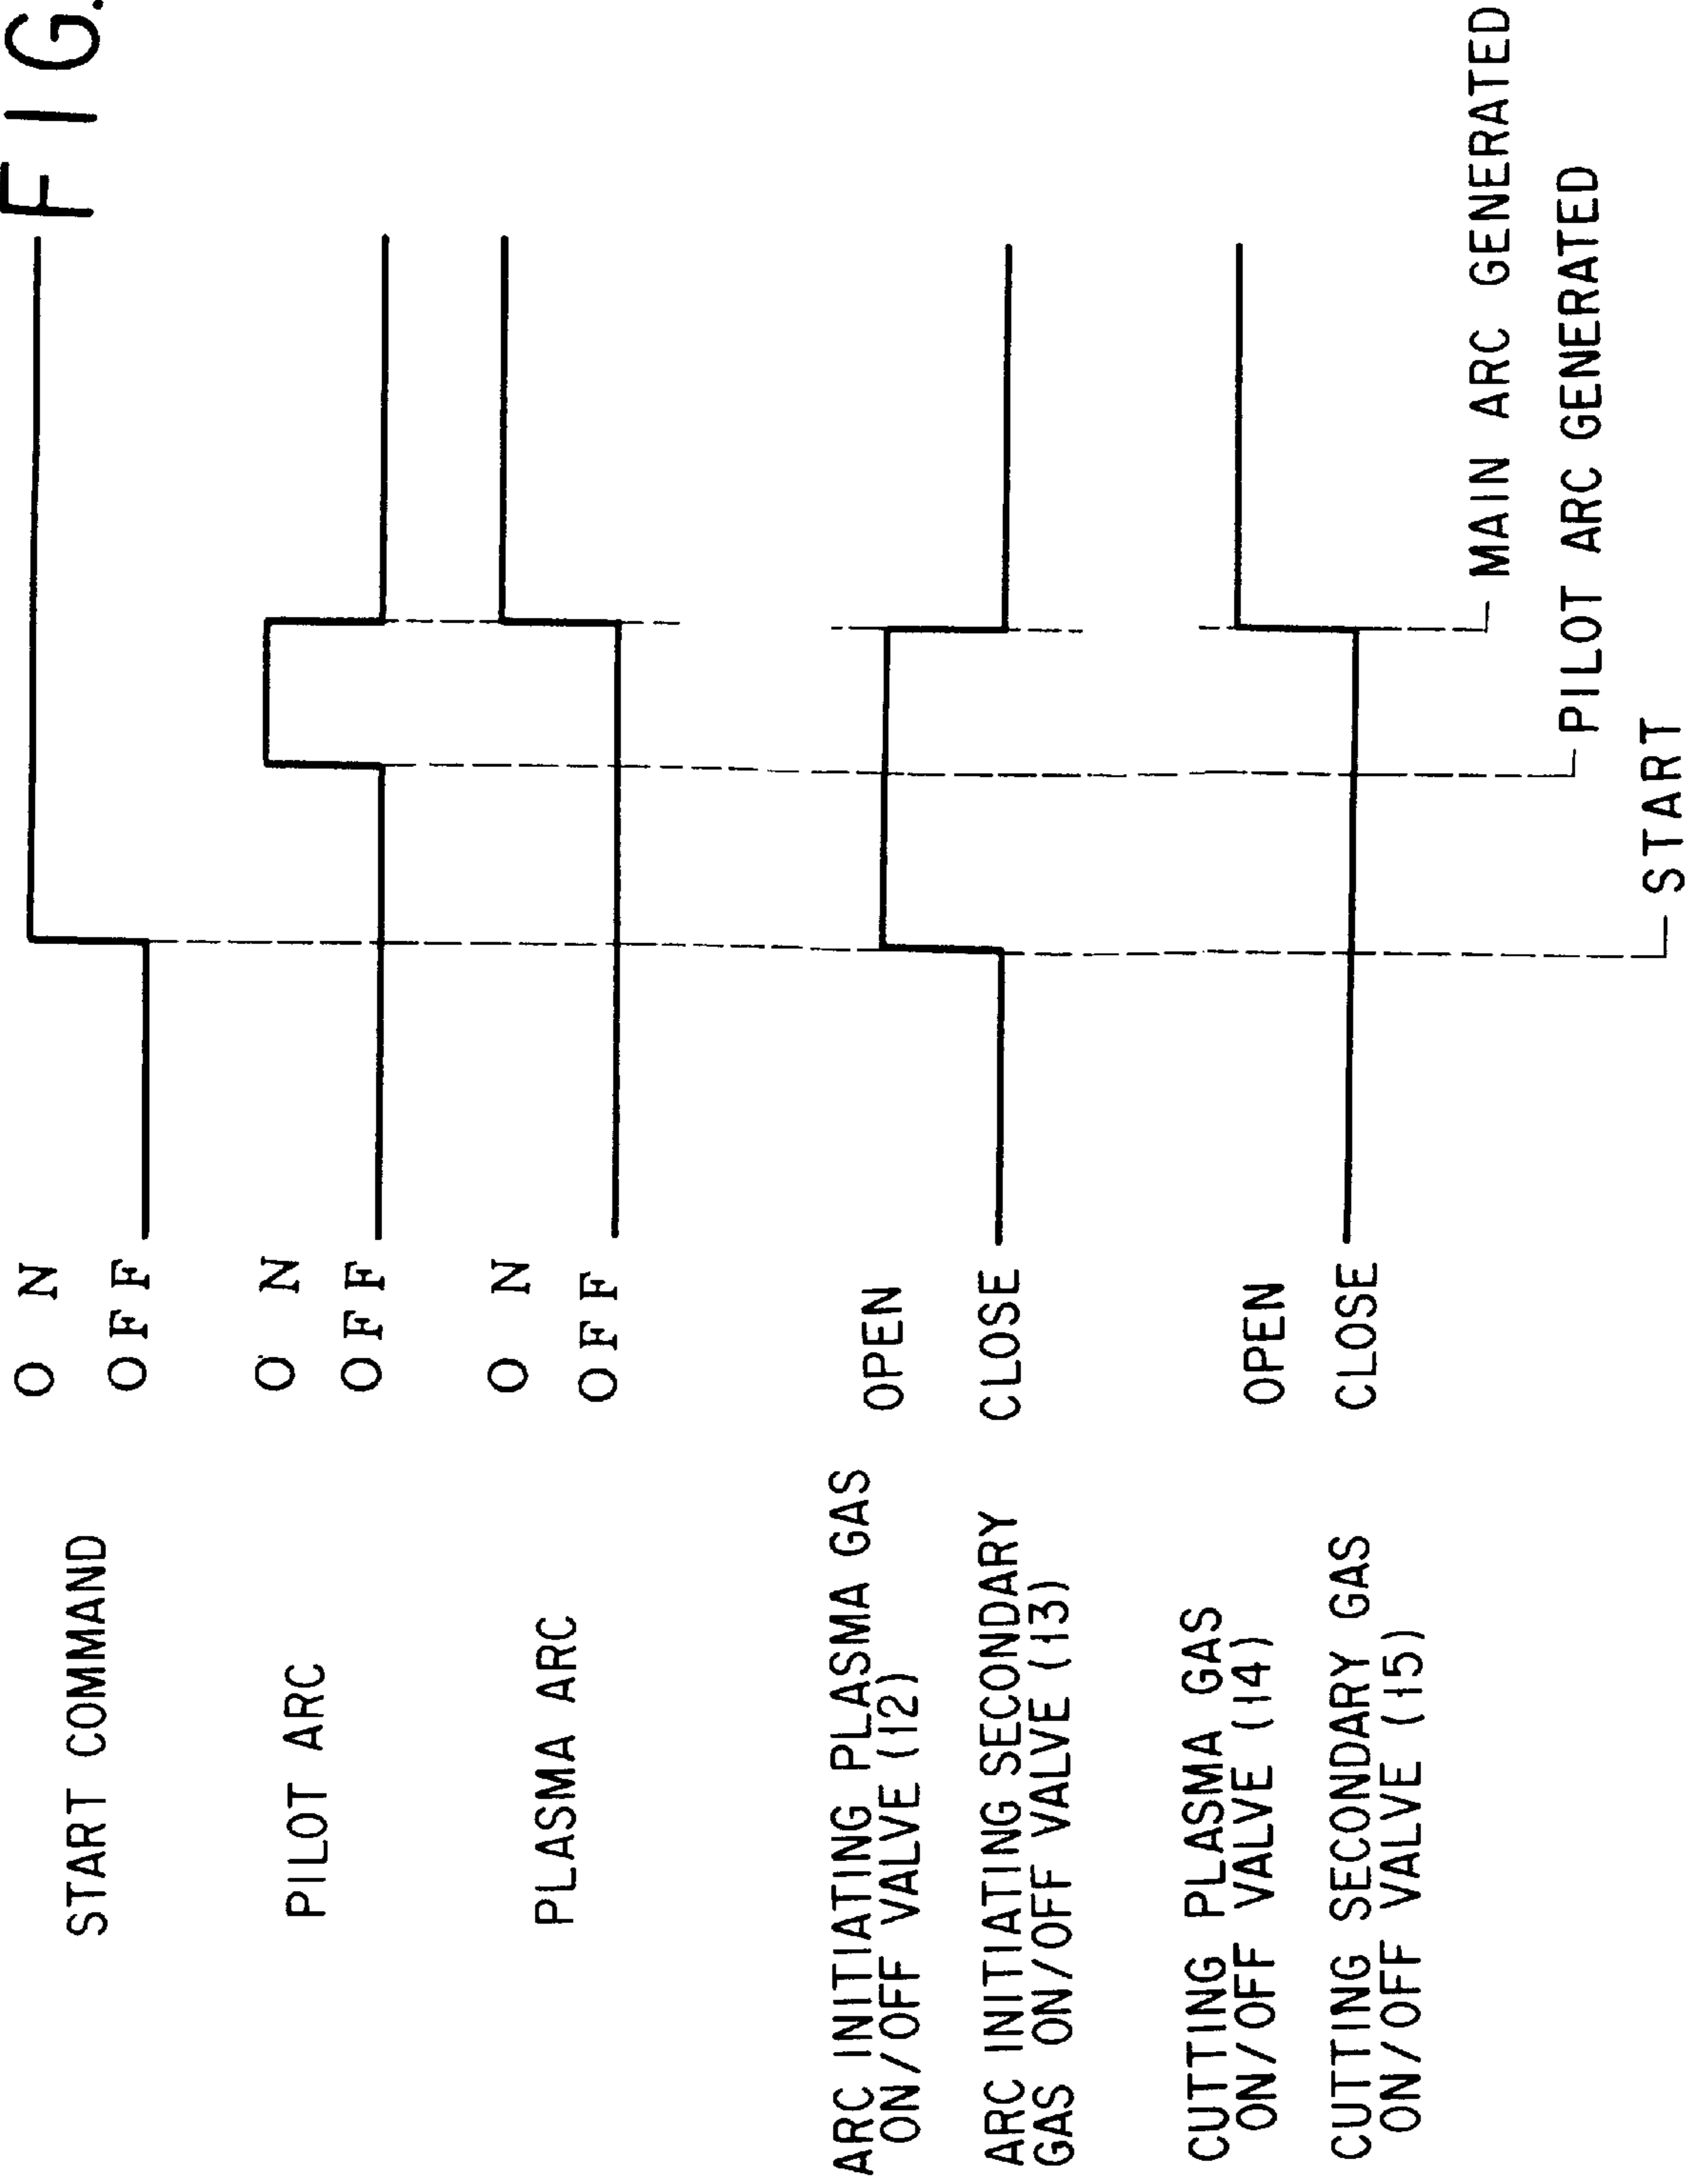 FIG.
START COMMAND
ON
OFF
PILOT ARC
ON
OFF
PLASMA ARC
ON
OFF
ARC INITIATING PLASMA GAS
ON/OFF VALVE (12)
OPEN
ARC INITIATING SECONDARY
GAS ON/OFF VALVE (13)
CLOSE
CUTTING PLASMA GAS
ON/OFF VALVE (14)
OPEN
CUTTING SECONDARY GAS
ON/OFF VALVE (15)
CLOSE
MAIN ARC GENERATED
PILOT ARC GENERATED
START